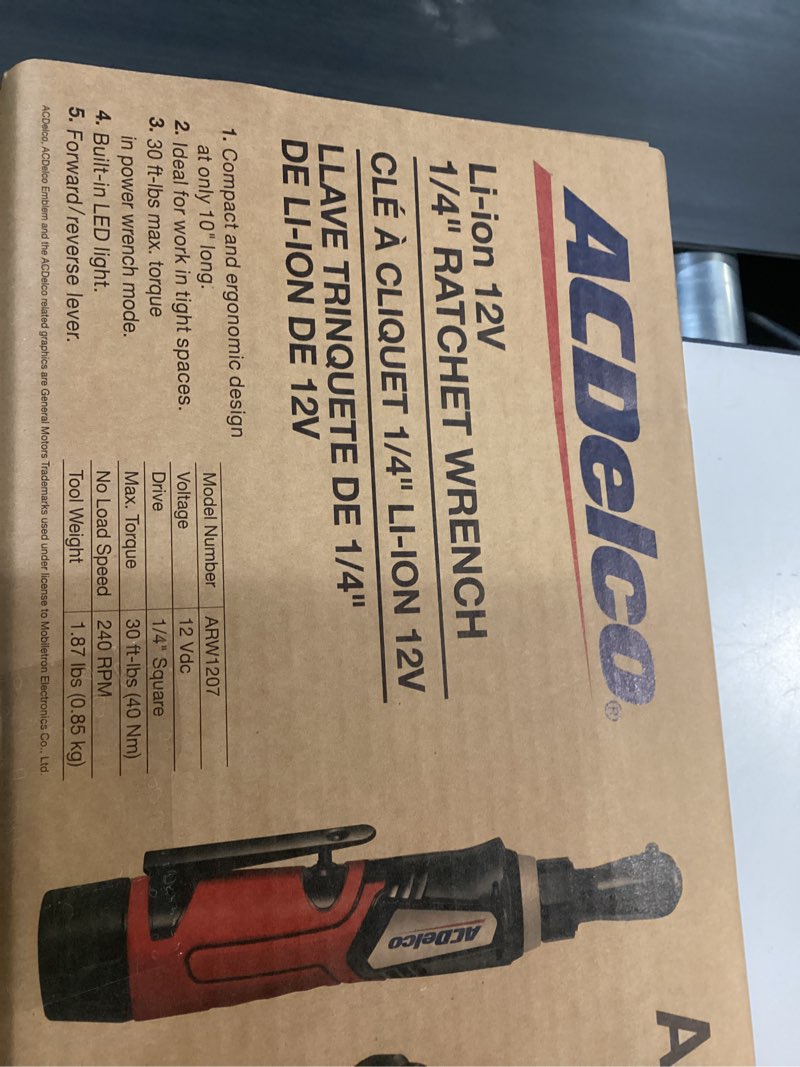 ACDelco®
Li-ion 12V
1/4" RATCHET WRENCH
CLÉ À CLIQUET 1/4" LI-ION 12V
LLAVE TRINQUETE DE 1/4"
DE LI-ION DE 12V
1. Compact and ergonomic design
at only 10" long.
2. Ideal for work in tight spaces.
3. 30 ft-lbs max. torque
in power wrench mode.
4. Built-in LED light.
5. Forward/reverse lever.
Model Number ARW1207
Voltage 12 Vdc
Drive 1/4" Square
Max. Torque 30 ft-lbs (40 Nm)
No Load Speed 240 RPM
Tool Weight 1.87 lbs (0.85 kg)
ACDelco, ACDelco Emblem and the ACDelco related graphics are General Motors Trademarks used under license to Mobiletron Electronics Co., Ltd
ACDelco
A